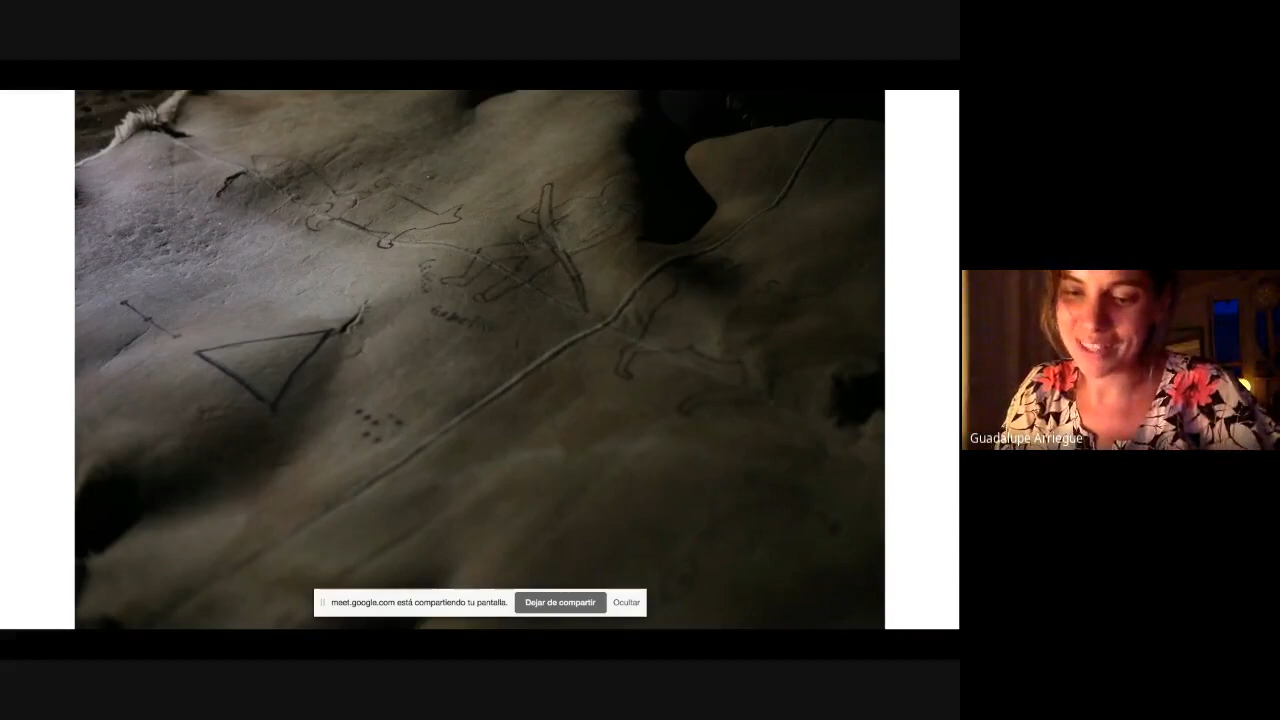 meet.google.com está compartiendo tu pantalla.
Dejar de compartir
Ocultar
Guadalupe Arriegue